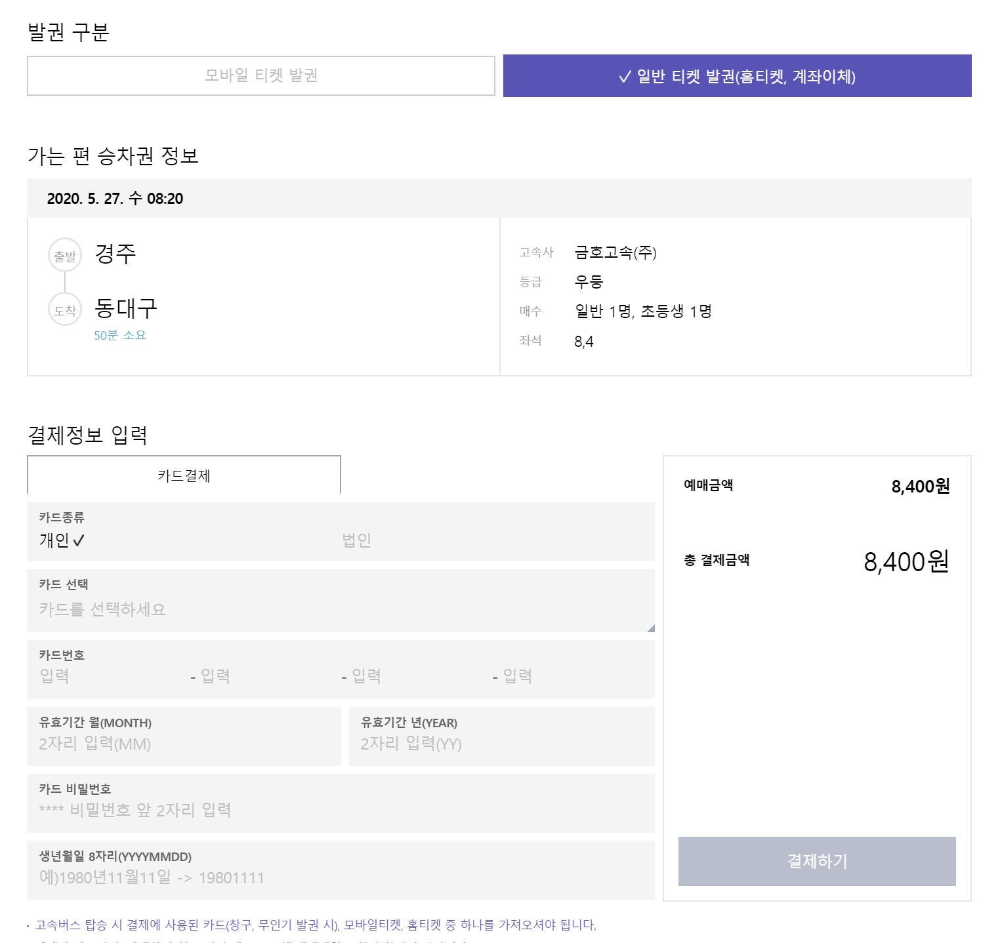 발권 구분
모바일 티켓 발권
✓ 일반 티켓 발권(홈티켓, 계좌이체)
가는 편 승차권 정보
2020. 5. 27. 수 08:20
출발 경주
도착 동대구
50분 소요
고속사 금호고속(주)
등급 우등
매수 일반 1명, 초등생 1명
좌석 8,4
결제정보 입력
카드결제
카드종류
개인 ✓ 법인
카드 선택
카드를 선택하세요
카드번호
입력 - 입력 - 입력 - 입력
유효기간 월(MONTH)
2자리 입력(MM)
유효기간 년(YEAR)
2자리 입력(YY)
카드 비밀번호
**** 비밀번호 앞 2자리 입력
생년월일 8자리(YYYYMMDD)
예)1980년11월11일 -> 19801111
예매금액 8,400원
총 결제금액 8,400원
결제하기
· 고속버스 탑승 시 결제에 사용된 카드(창구, 무인기 발권 시), 모바일티켓, 홈티켓 중 하나를 가져오셔야 됩니다.